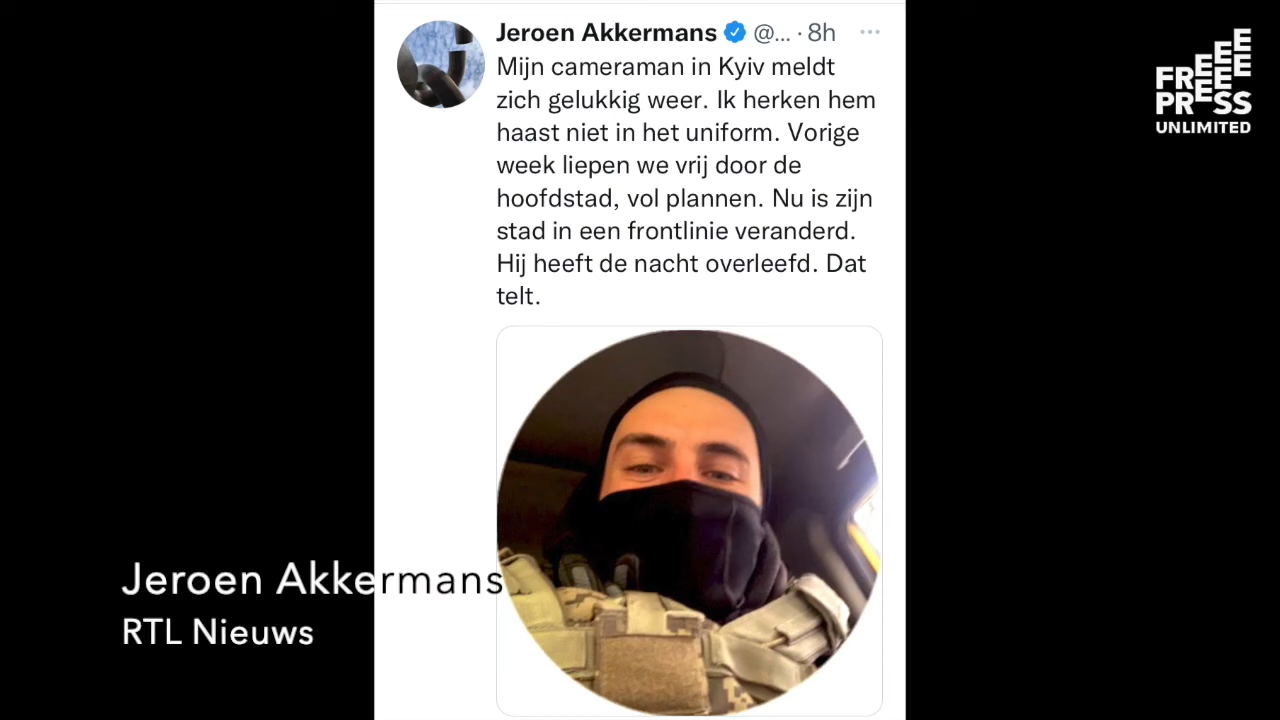 Jeroen Akkermans @... · 8h ...
Mijn cameraman in Kyiv meldt
zich gelukkig weer. Ik herken hem
haast niet in het uniform. Vorige
week liepen we vrij door de
hoofdstad, vol plannen. Nu is zijn
stad in een frontlinie veranderd.
Hij heeft de nacht overleefd. Dat
telt.
FREEEEE
PREEESS
UNLIMITED
Jeroen Akkermans
RTL Nieuws